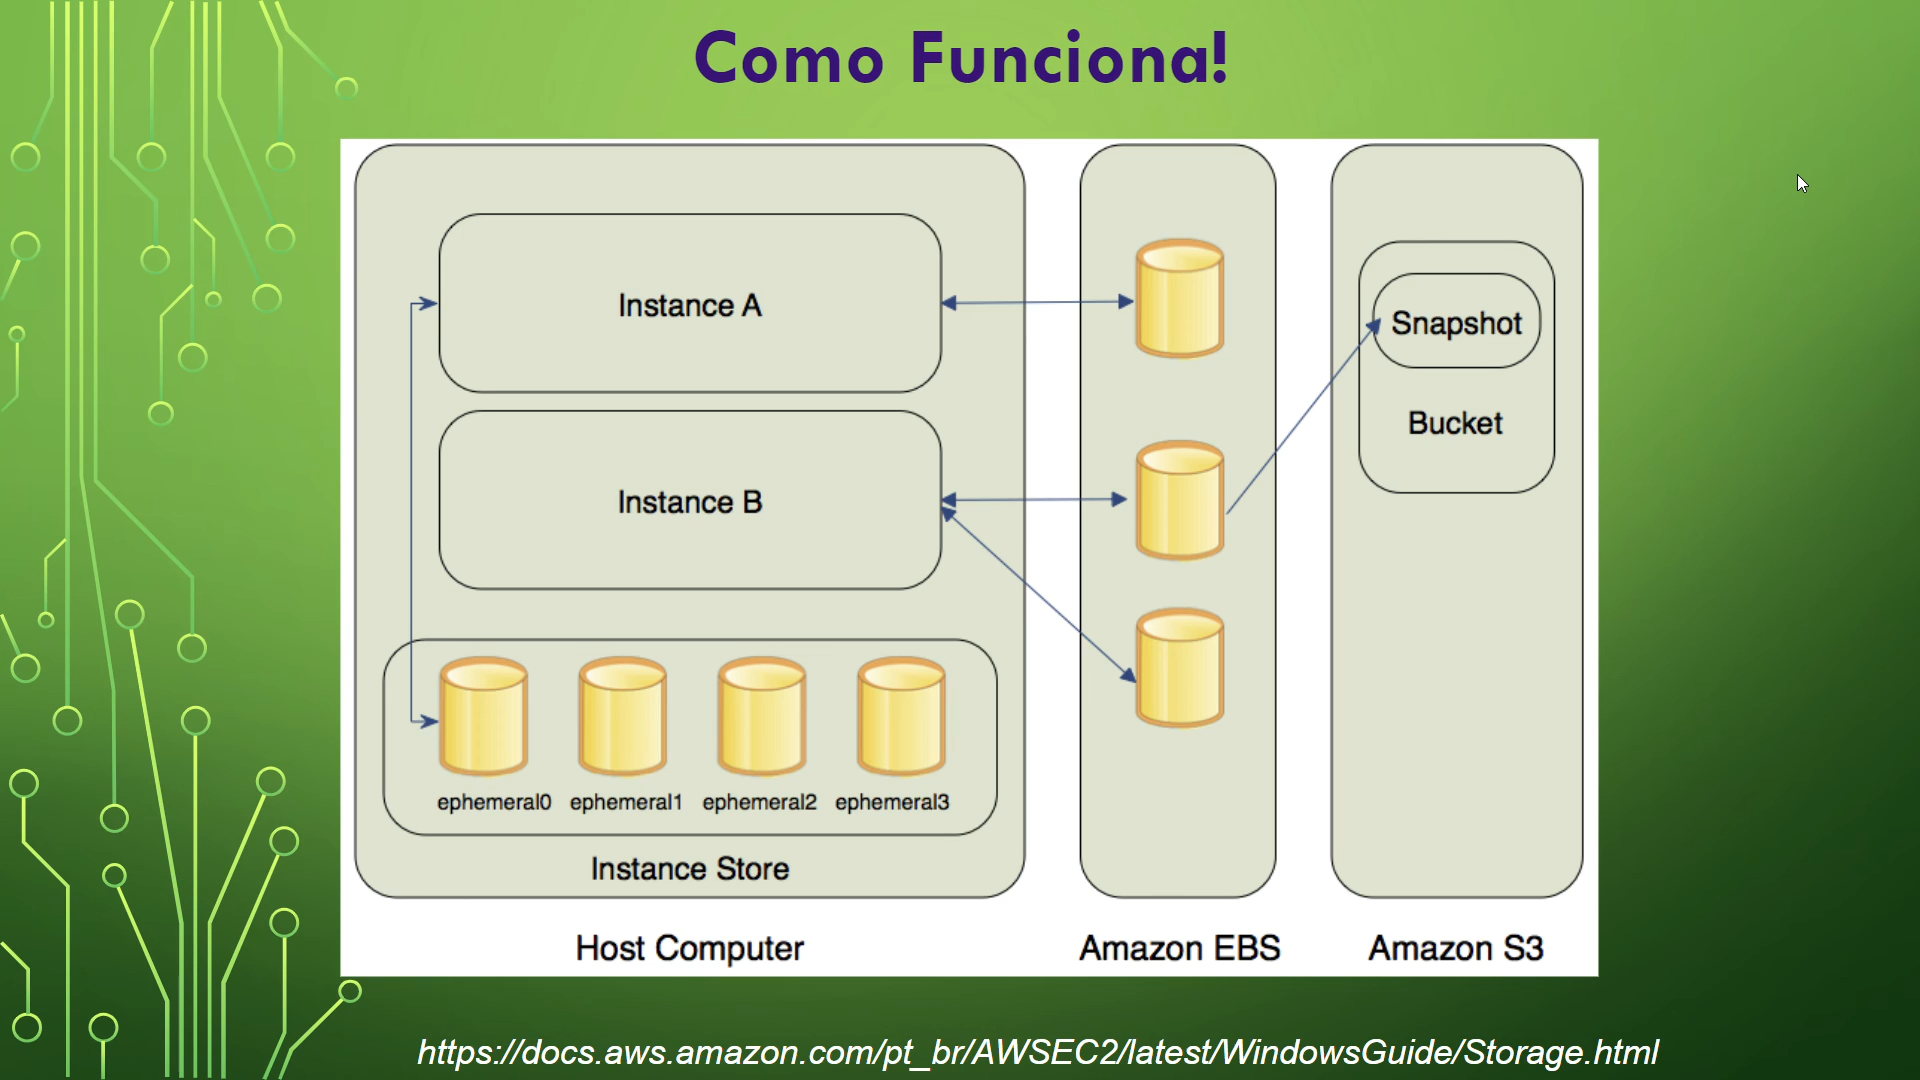 Como Funciona!
Instance A
Instance B
ephemeral0 ephemeral1 ephemeral2 ephemeral3
Instance Store
Host Computer
Amazon EBS
Snapshot
Bucket
Amazon S3
https://docs.aws.amazon.com/pt_br/AWSEC2/latest/WindowsGuide/Storage.html